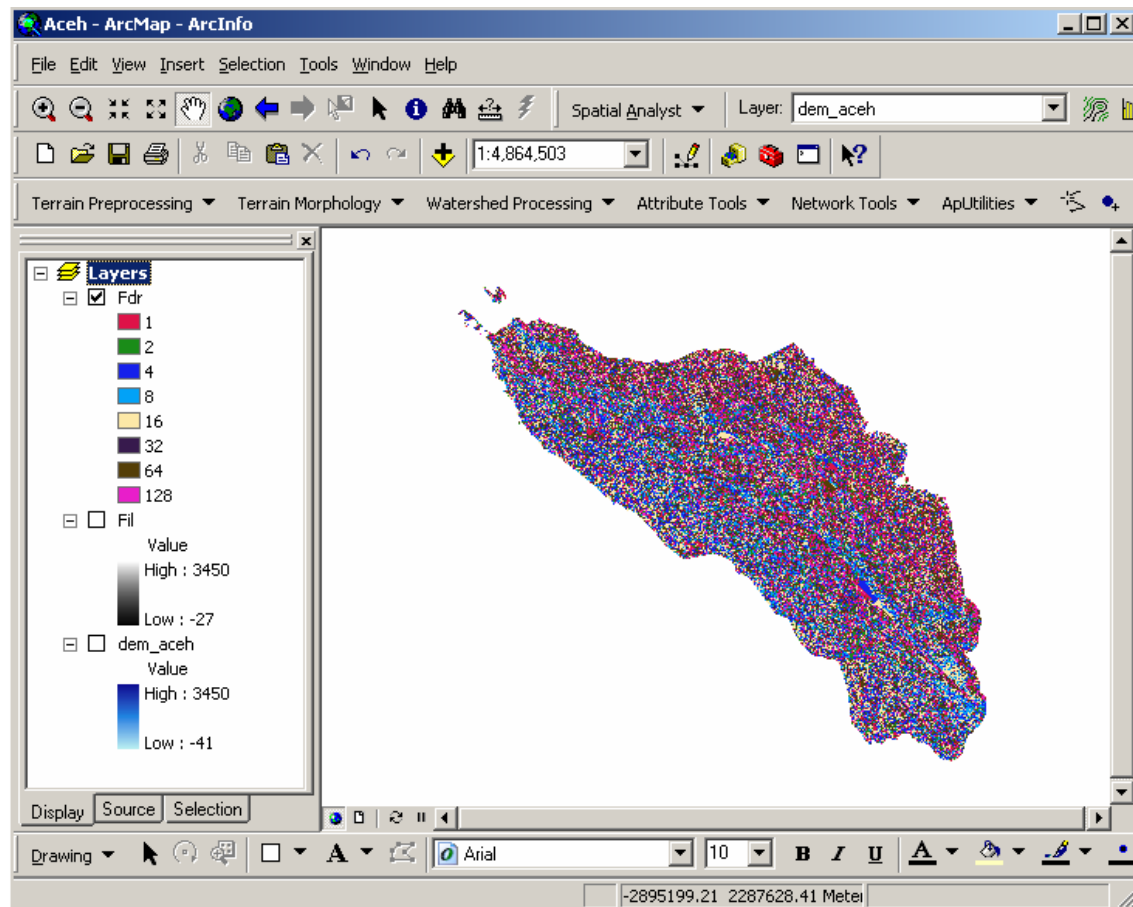 Aceh - ArcMap - ArcInfo
File Edit View Insert Selection Tools Window Help
Spatial Analyst Layer: dem_aceh
1:4,864,503
Terrain Preprocessing Terrain Morphology Watershed Processing Attribute Tools Network Tools ApUtilities
Layers
Fdr
1
2
4
8
16
32
64
128
Fil
Value
High : 3450
Low : -27
dem_aceh
Value
High : 3450
Low : -41
Display Source Selection
Drawing A Arial 10 B I U A
-2895199.21 2287628.41 Meter